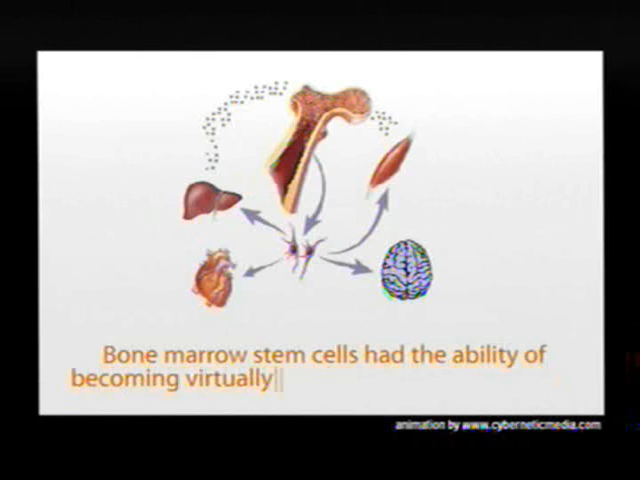 Bone marrow stem cells had the ability of
becoming virtually
animation by www.cyberneticmedia.com